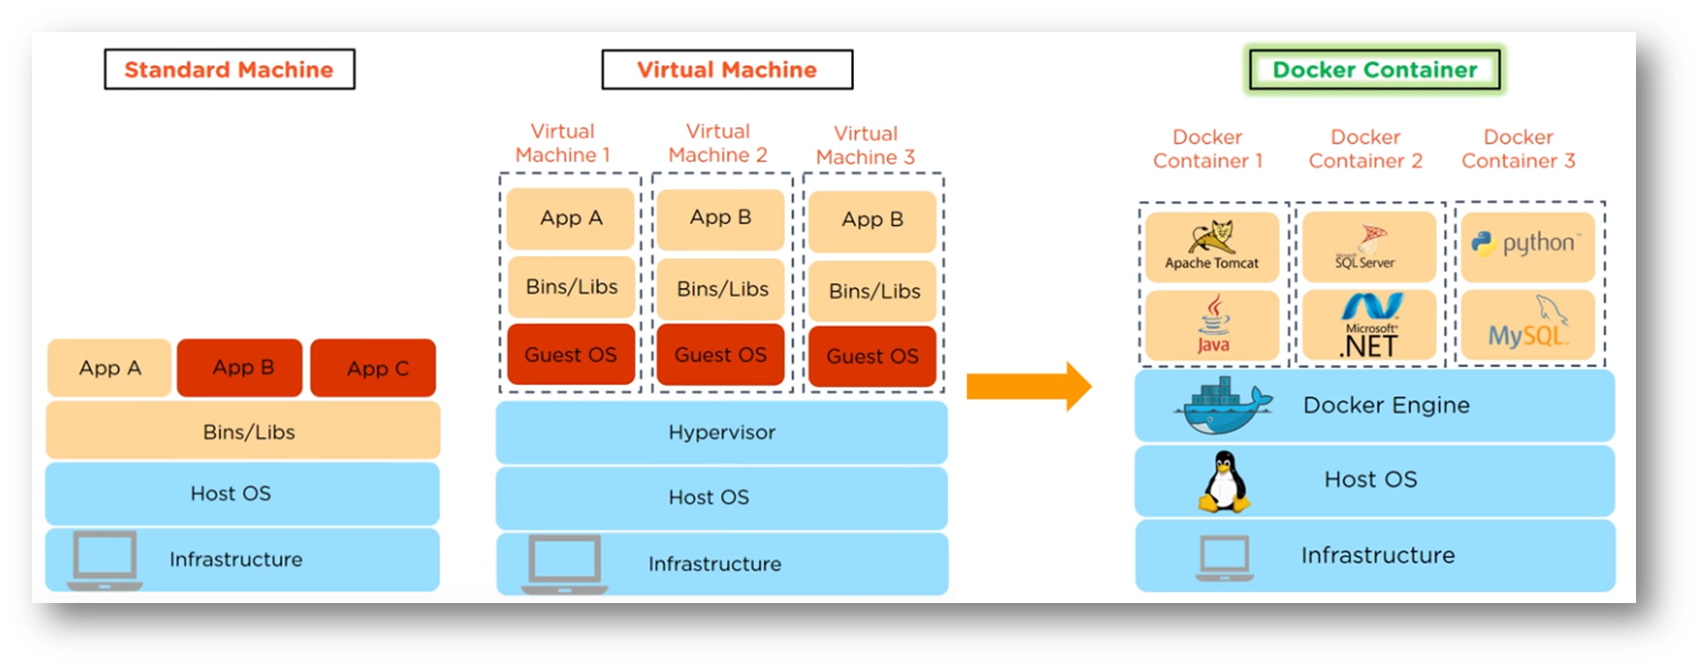 Standard Machine
App A
App B
App C
Bins/Libs
Host OS
Infrastructure
Virtual Machine
Virtual
Machine 1
Virtual
Machine 2
Virtual
Machine 3
App A
App B
App B
Bins/Libs
Bins/Libs
Bins/Libs
Guest OS
Guest OS
Guest OS
Hypervisor
Host OS
Infrastructure
Docker Container
Docker
Container 1
Docker
Container 2
Docker
Container 3
Apache Tomcat
Microsoft
SQL Server
python™
Java
Microsoft®
.NET
MySQL™
Docker Engine
Host OS
Infrastructure